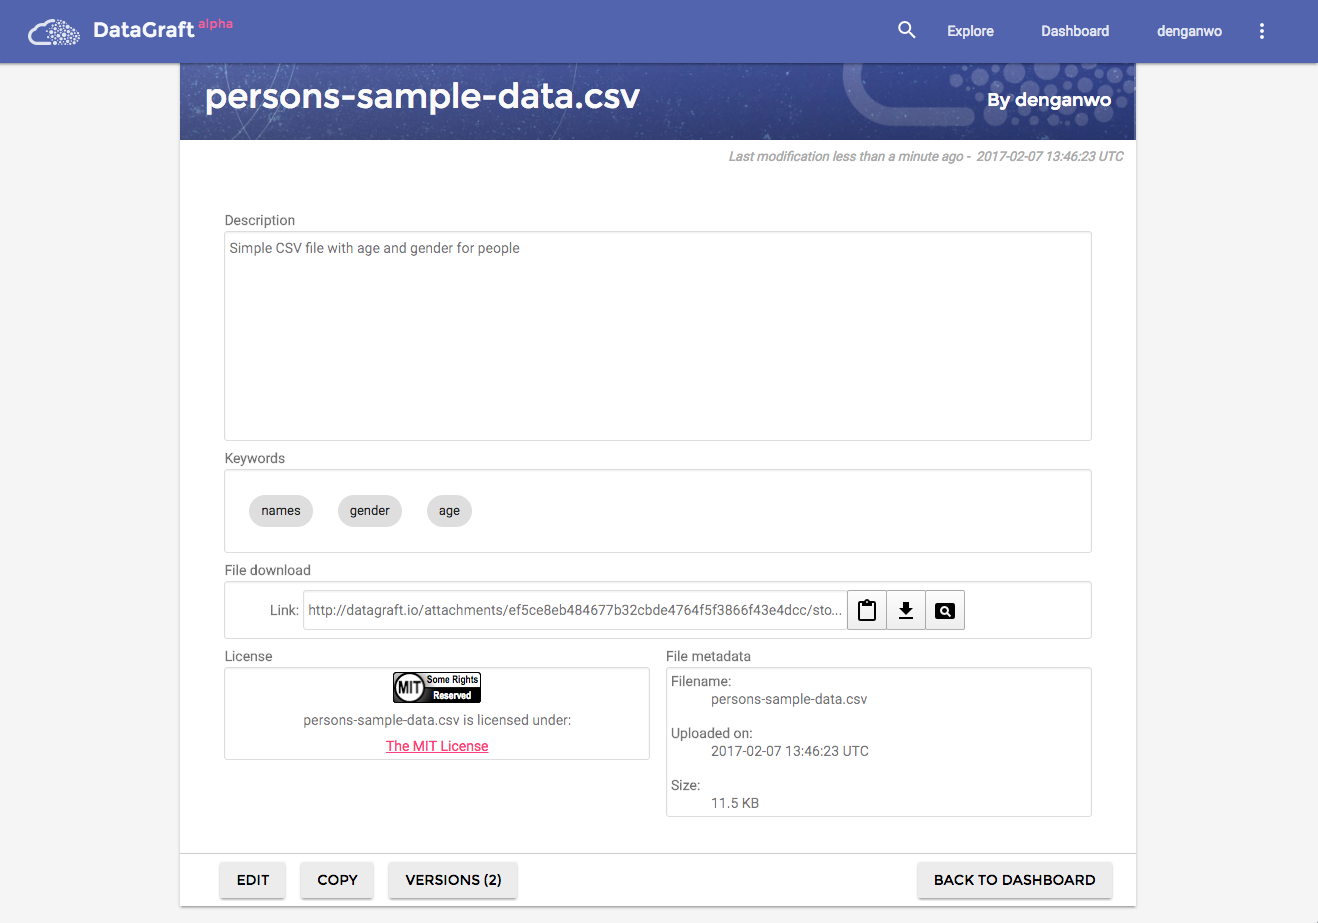 DataGraft alpha
Explore Dashboard denganwo
persons-sample-data.csv
By denganwo
Last modification less than a minute ago - 2017-02-07 13:46:23 UTC
Description
Simple CSV file with age and gender for people
Keywords
names gender age
File download
Link: http://datagraft.io/attachments/ef5ce8eb484677b32cbde4764f5f3866f43e4dcc/sto...
License
MIT Some Rights
Reserved
persons-sample-data.csv is licensed under:
The MIT License
File metadata
Filename:
persons-sample-data.csv
Uploaded on:
2017-02-07 13:46:23 UTC
Size:
11.5 KB
EDIT COPY VERSIONS (2) BACK TO DASHBOARD